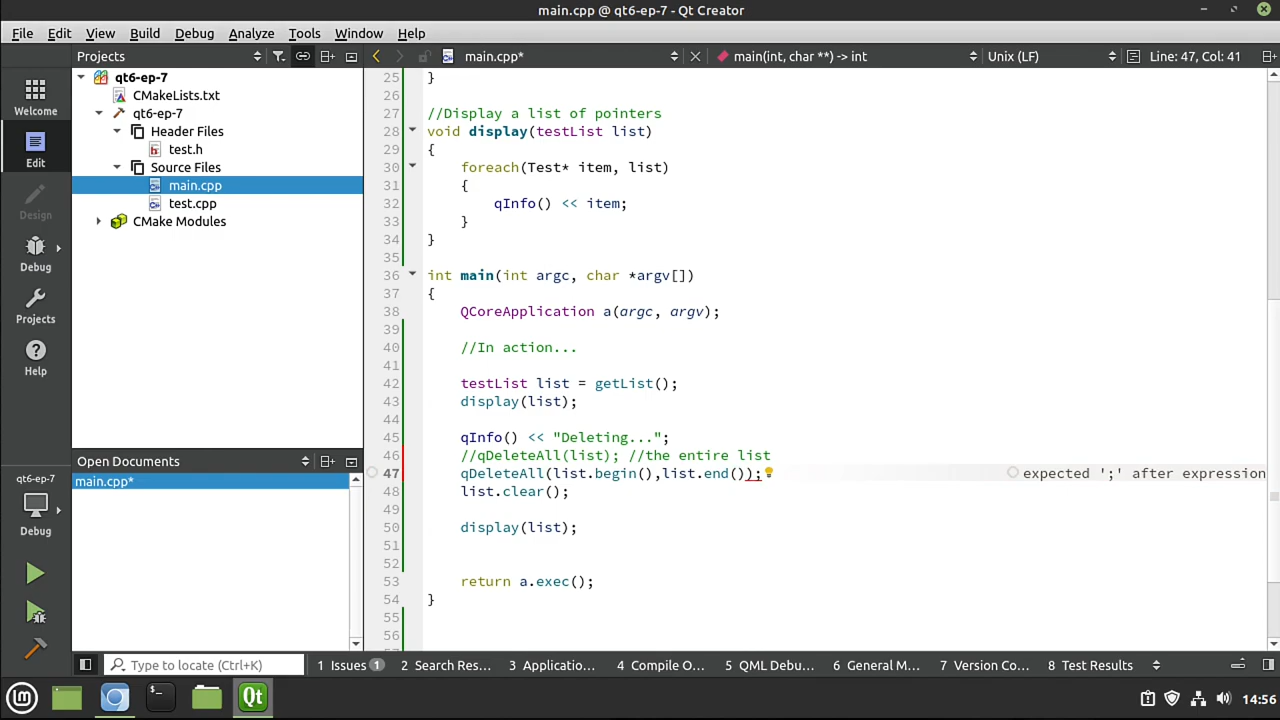 main.cpp @ qt6-ep-7 - Qt Creator
File Edit View Build Debug Analyze Tools Window Help
Projects main.cpp* main(int, char **) -> int Unix (LF) Line: 47, Col: 41
Welcome
Edit
Design
Debug
Projects
Help
qt6-ep-7
Debug
qt6-ep-7
CMakeLists.txt
qt6-ep-7
Header Files
test.h
Source Files
main.cpp
test.cpp
CMake Modules
Open Documents
main.cpp*
25 }
26
27 //Display a list of pointers
28 void display(testList list)
29 {
30 foreach(Test* item, list)
31 {
32 qInfo() << item;
33 }
34 }
35
36 int main(int argc, char *argv[])
37 {
38 QCoreApplication a(argc, argv);
39
40 //In action...
41
42 testList list = getList();
43 display(list);
44
45 qInfo() << "Deleting...";
46 //qDeleteAll(list); //the entire list
47 qDeleteAll(list.begin(),list.end()); expected ';' after expression
48 list.clear();
49
50 display(list);
51
52
53 return a.exec();
54 }
55
56
Type to locate (Ctrl+K) 1 Issues 1 2 Search Res... 3 Applicatio... 4 Compile O... 5 QML Debu... 6 General M... 7 Version Co... 8 Test Results
Qt 14:56